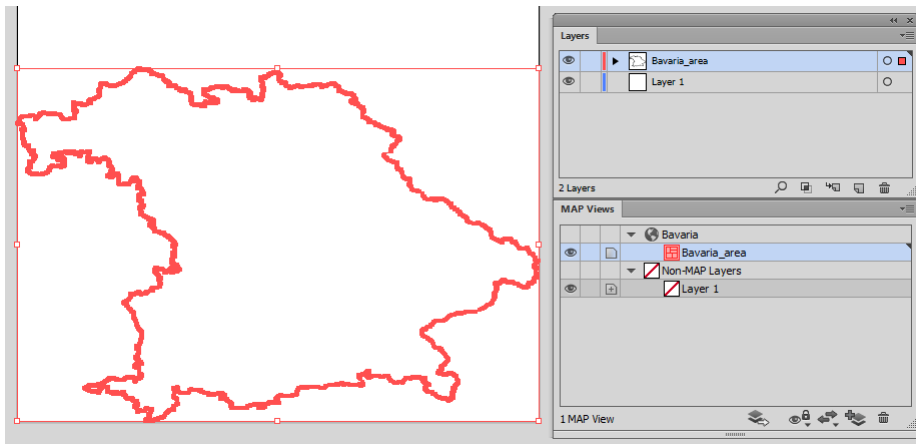 Layers
Bavaria_area
Layer 1
2 Layers
MAP Views
Bavaria
Bavaria_area
Non-MAP Layers
Layer 1
1 MAP View